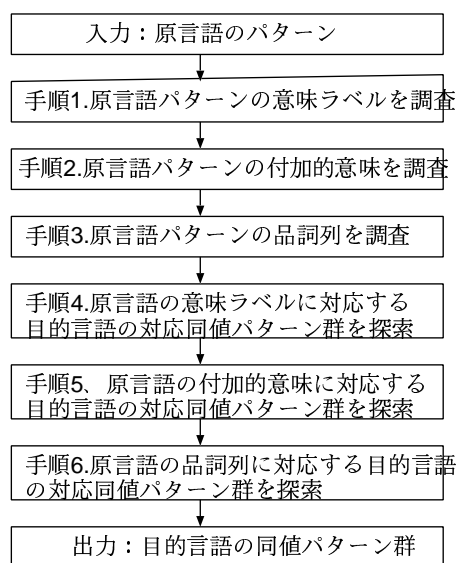 入力：原言語のパターン
手順1.原言語パターンの意味ラベルを調査
手順2.原言語パターンの付加的意味を調査
手順3.原言語パターンの品詞列を調査
手順4.原言語の意味ラベルに対応する
目的言語の対応同値パターン群を探索
手順5、原言語の付加的意味に対応する
目的言語の対応同値パターン群を探索
手順6.原言語の品詞列に対応する目的言語
の対応同値パターン群を探索
出力：目的言語の同値パターン群